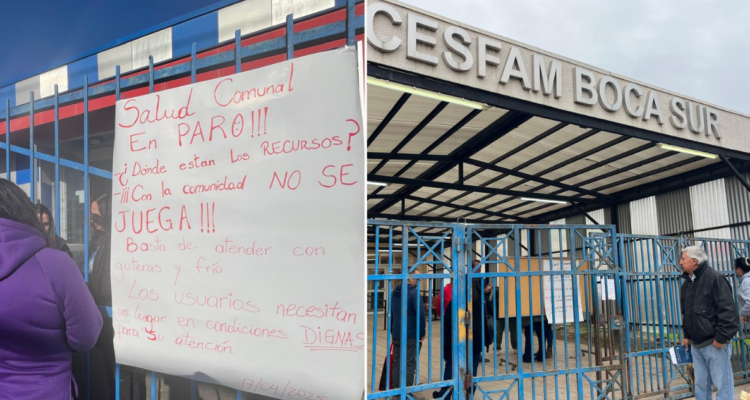 Salud Comunal
En PARO!!!
-¿Dónde estan los RECURSOS?
-¡¡¡Con la comunidad NO SE
JUEGA!!!
Basta de atender con
goteras y frío
Los usuarios necesitan
un lugar en condiciones DIGNAS
para su atención
CESFAM BOCA SUR